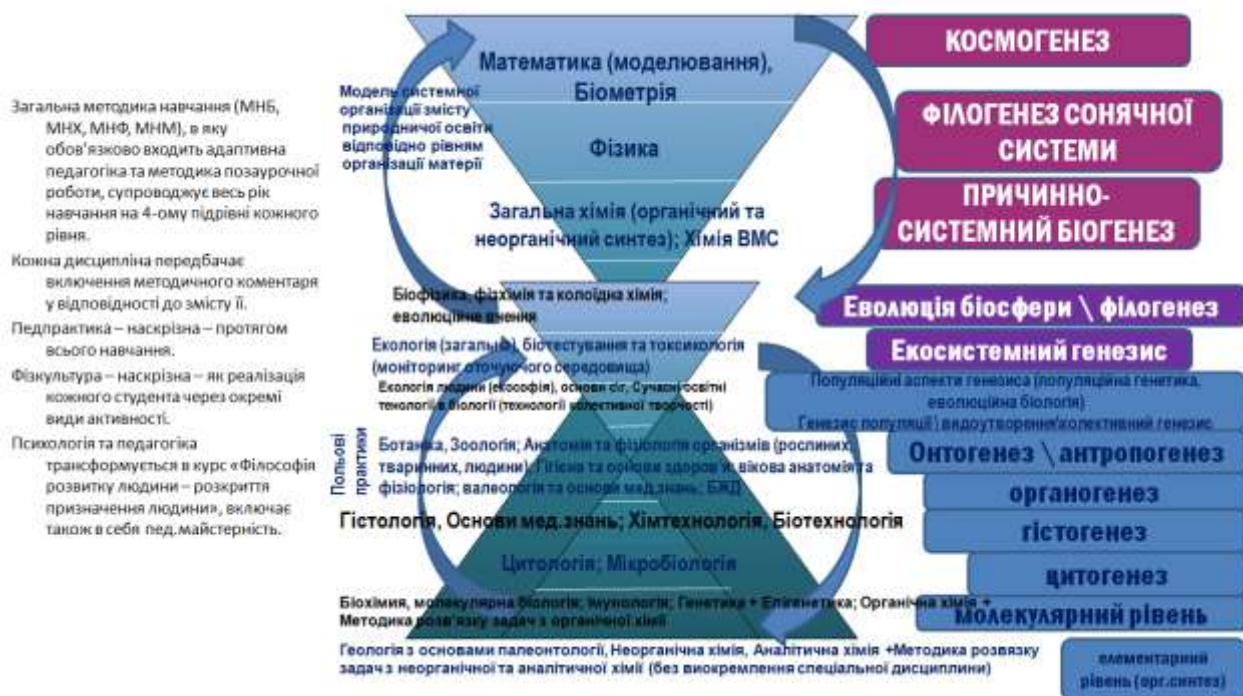 Загальна методика навчання (МНБ,
МНХ, МНФ, МНМ), в яку
обов'язково входить адаптивна
педагогіка та методика позаурочної
роботи, супроводжує весь рік
навчання на 4-ому підрівні кожного
рівня.
Кожна дисципліна передбачає
включення методичного коментаря
у відповідності до змісту її.
Педпрактика – наскрізна – протягом
всього навчання.
Фізкультура – наскрізна – як реалізація
кожного студента через окремі
види активності.
Психологія та педагогіка
трансформується в курс «Філософія
розвитку людини – розкриття
призначення людини», включає
також в себе пед.майстерність.
Модель системної
організації змісту
природничої освіти
відповідно рівням
організації матерії
Математика (моделювання),
Біометрія
Фізика
Загальна хімія (органічний та
неорганічний синтез); Хімія ВМС
Біофізика, фізхімія та колоїдна хімія;
еволюційне вчення
Екологія (загальна), біотестування та токсикологія
(моніторинг оточуючого середовища)
Екологія людини (екософія), основи с\г. Сучасні освітні
тенології в біології (технології колективної творчості)
Польові
практики
Ботаніка, Зоологія; Анатомія та фізіологія організмів (рослиних,
тваринних, людини), Гігієна та основи здоров'я; вікова анатомія та
фізіологія; валеологія та основи мед.знань; БЖД
Гістологія, Основи мед.знань; Хімтехнологія, Біотехнологія
Цитологія; Мікробіологія
Біохімия, молекулярна біологія; імунологія; Генетика + Епігенетика; Органічна хімія +
Методика розв'язку задач з органічної хімії
Геологія з основами палеонтології, Неорганічна хімія, Аналітична хімія +Методика розвязку
задач з неорганічної та аналітичної хімії (без виокремлення спеціальної дисципліни)
КОСМОГЕНЕЗ
ФІЛОГЕНЕЗ СОНЯЧНОЇ
СИСТЕМИ
ПРИЧИННО-
СИСТЕМНИЙ БІОГЕНЕЗ
Еволюція біосфери \ філогенез
Екосистемний генезис
Популяційні аспекти генезиса (популяційна генетика,
еволюційна біологія)
Генезис популяції \ видоутворення\колективний генезис
Онтогенез \ антропогенез
органогенез
гістогенез
цитогенез
молекулярний рівень
елементарний
рівень (орг.синтез)